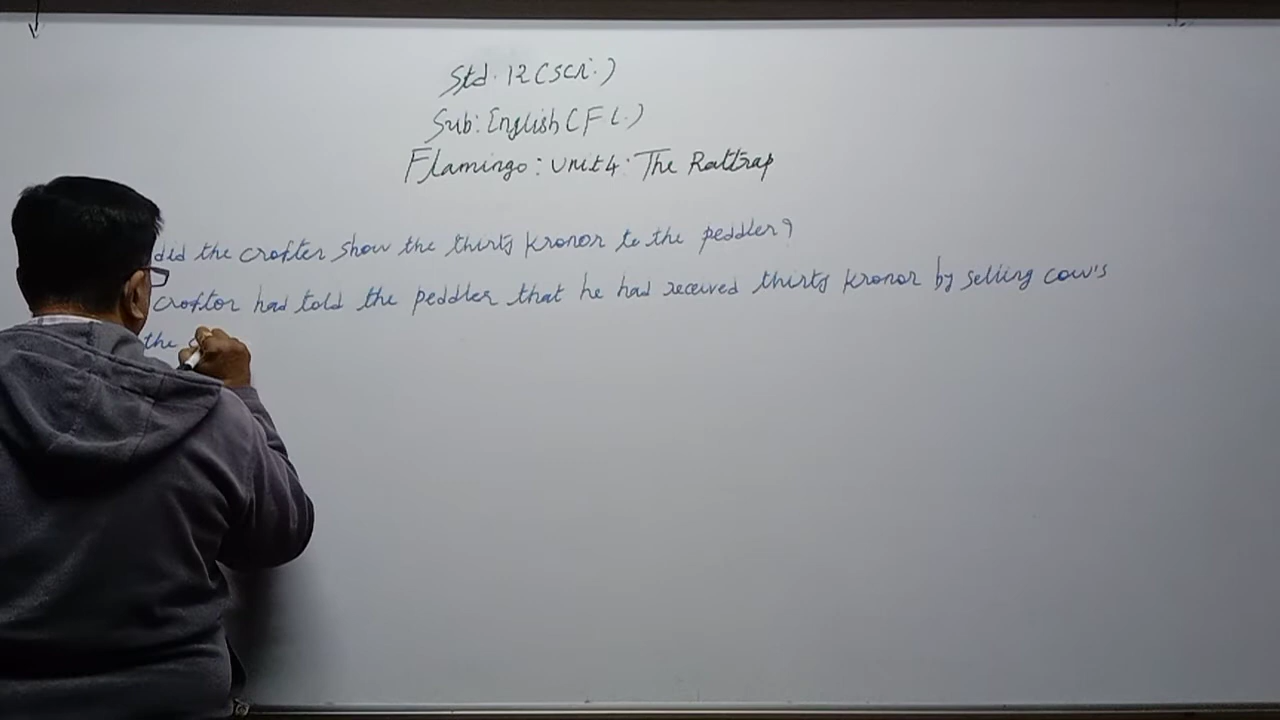 Std. 12 (Sci.)
Sub: English (F L.)
Flamingo: Unit 4. The Rattrap
did the crofter show the thirty kronor to the peddler?
croftor had told the peddler that he had received thirty kronor by selling cow's
the